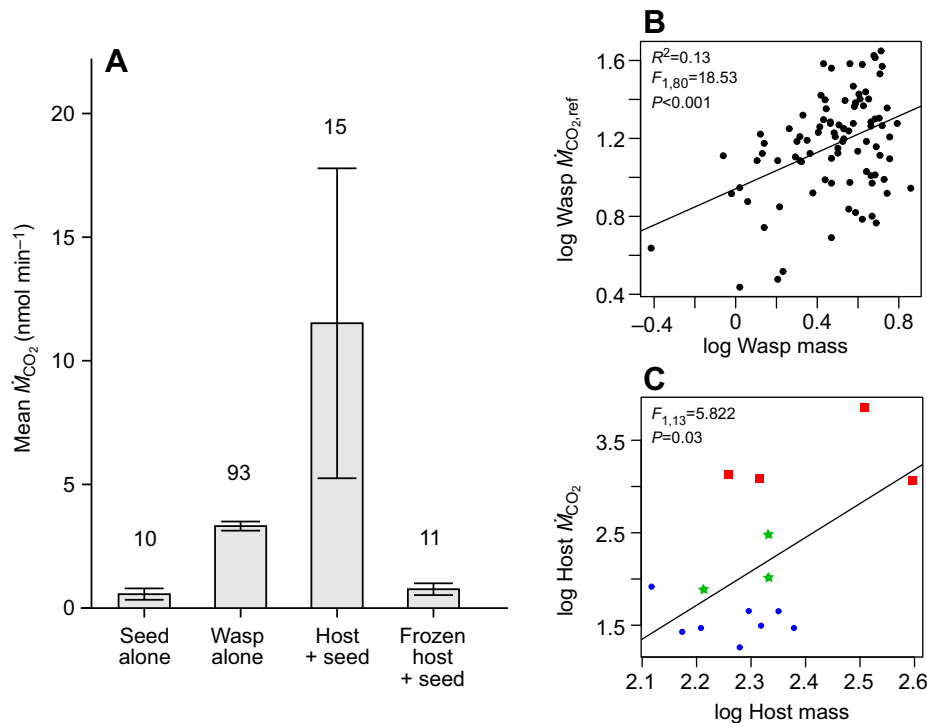 A
Mean ṀCO₂ (nmol min⁻¹)
20
15
10
5
0
10
93
15
11
Seed alone
Wasp alone
Host + seed
Frozen host + seed
B
R²=0.13
F₁,₈₀=18.53
P<0.001
log Wasp ṀCO₂,ref
1.6
1.2
0.8
0.4
−0.4
0
0.4
0.8
log Wasp mass
C
F₁,₁₃=5.822
P=0.03
log Host ṀCO₂
3.5
2.5
1.5
2.1
2.2
2.3
2.4
2.5
2.6
log Host mass